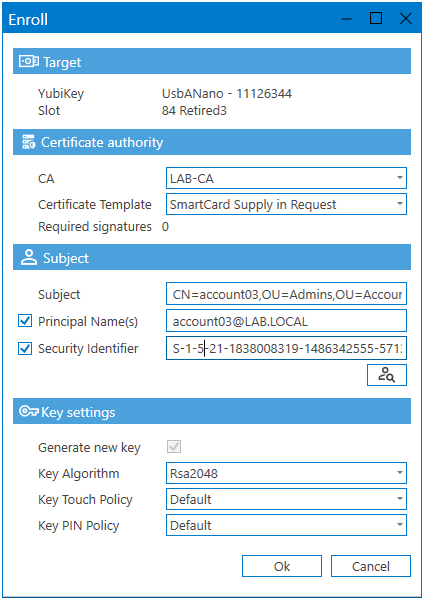 Enroll
Target
YubiKey UsbANano - 11126344
Slot 84 Retired3
Certificate authority
CA LAB-CA
Certificate Template SmartCard Supply in Request
Required signatures 0
Subject
Subject CN=account03,OU=Admins,OU=Accour
Principal Name(s) account03@LAB.LOCAL
Security Identifier S-1-5-21-1838008319-1486342555-571
Key settings
Generate new key
Key Algorithm Rsa2048
Key Touch Policy Default
Key PIN Policy Default
Ok Cancel